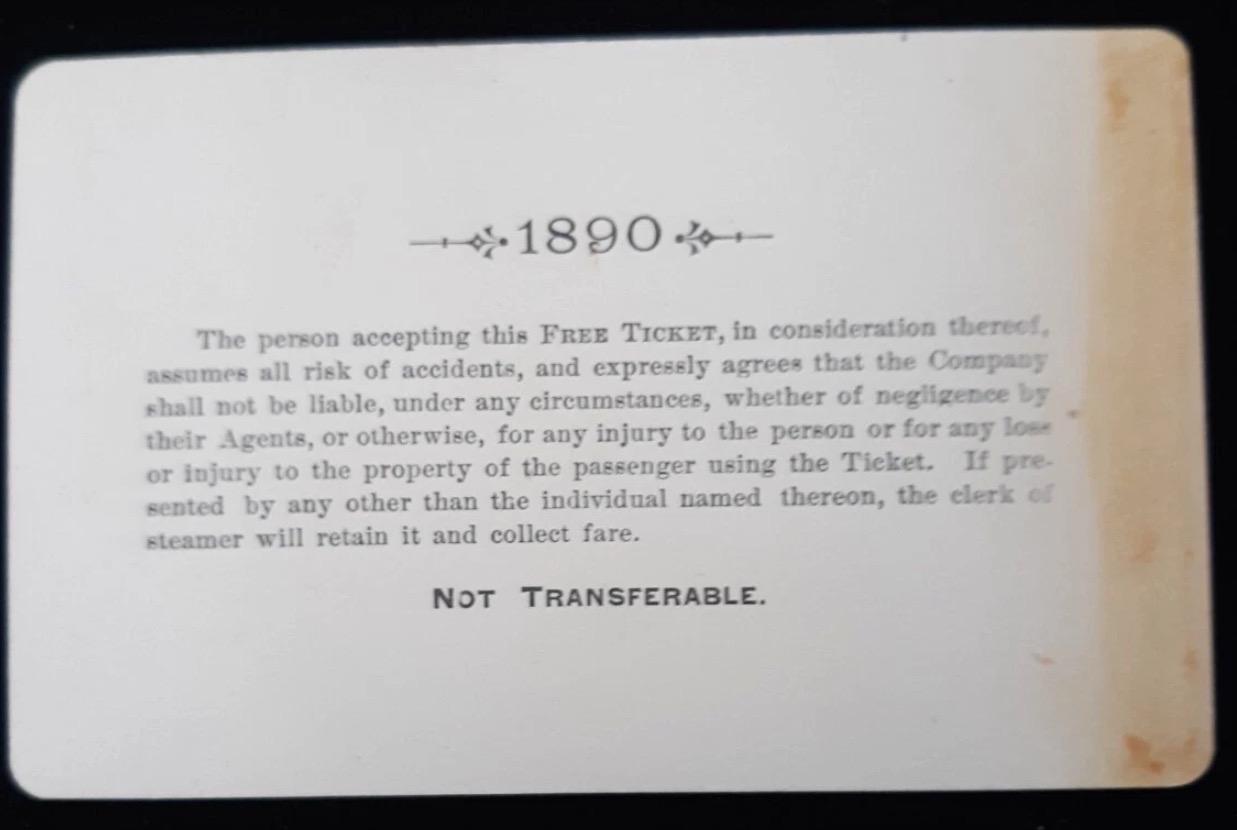 1890
The person accepting this FREE TICKET, in consideration thereof,
assumes all risk of accidents, and expressly agrees that the Company
shall not be liable, under any circumstances, whether of negligence by
their Agents, or otherwise, for any injury to the person or for any loss
or injury to the property of the passenger using the Ticket. If pre-
sented by any other than the individual named thereon, the clerk of
steamer will retain it and collect fare.
NOT TRANSFERABLE.